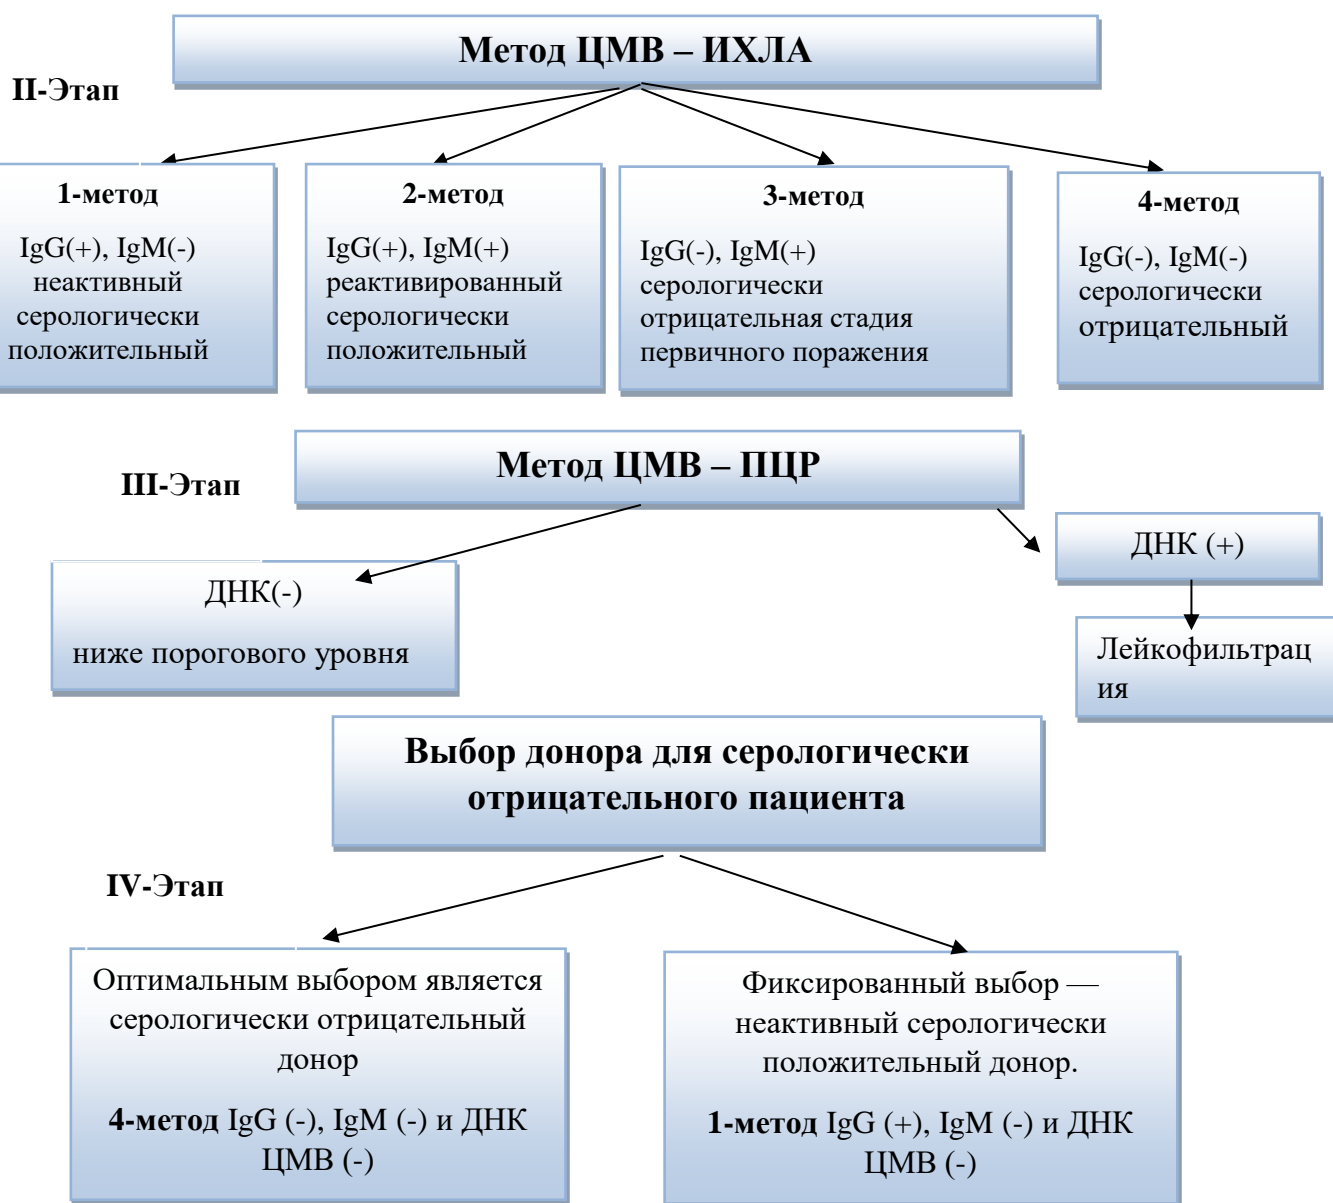 Метод ЦМВ – ИХЛА
II-Этап
1-метод
IgG(+), IgM(-)
неактивный
серологически
положительный
2-метод
IgG(+), IgM(+)
реактивированный
серологически
положительный
3-метод
IgG(-), IgM(+)
серологически
отрицательная стадия
первичного поражения
4-метод
IgG(-), IgM(-)
серологически
отрицательный
Метод ЦМВ – ПЦР
III-Этап
ДНК(-)
ниже порогового уровня
ДНК (+)
Лейкофильтрац
ия
Выбор донора для серологически
отрицательного пациента
IV-Этап
Оптимальным выбором является
серологически отрицательный
донор
4-метод IgG (-), IgM (-) и ДНК
ЦМВ (-)
Фиксированный выбор —
неактивный серологически
положительный донор.
1-метод IgG (+), IgM (-) и ДНК
ЦМВ (-)